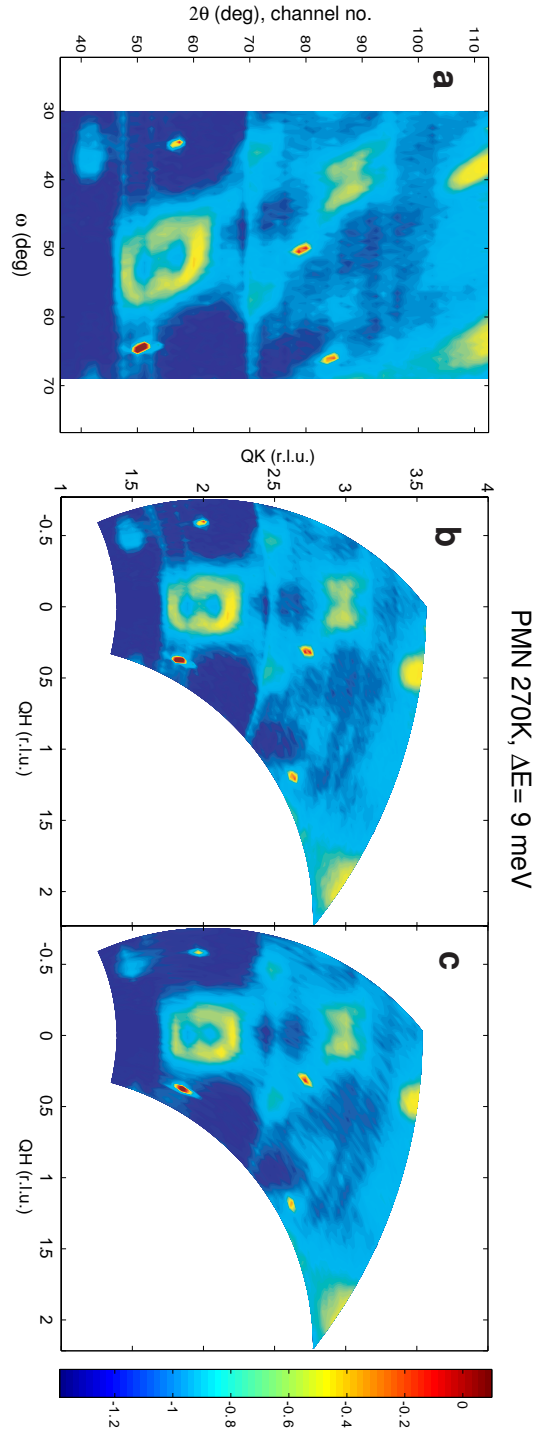 PMN 270K, ΔE= 9 meV
a
2θ (deg), channel no.
40 50 60 70 80 90 100 110
30 40 50 60 70
ω (deg)
b
QK (r.l.u.)
1 1.5 2 2.5 3 3.5 4
-0.5 0 0.5 1 1.5 2
QH (r.l.u.)
c
-0.5 0 0.5 1 1.5 2
QH (r.l.u.)
-1.2 -1 -0.8 -0.6 -0.4 -0.2 0